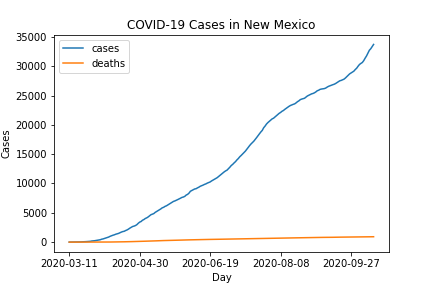 COVID-19 Cases in New Mexico
cases
deaths
35000
30000
25000
20000
15000
10000
5000
0
Cases
2020-03-11 2020-04-30 2020-06-19 2020-08-08 2020-09-27
Day